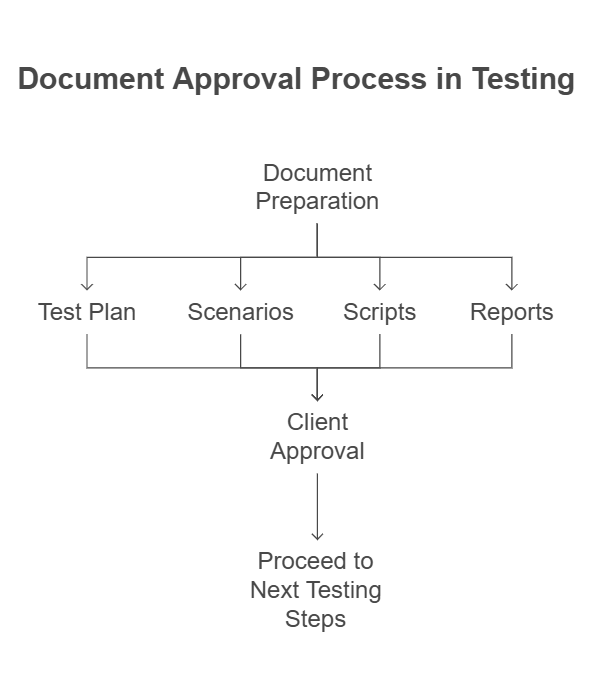 Document Approval Process in Testing
Document
Preparation
Test Plan
Scenarios
Scripts
Reports
Client
Approval
Proceed to
Next Testing
Steps